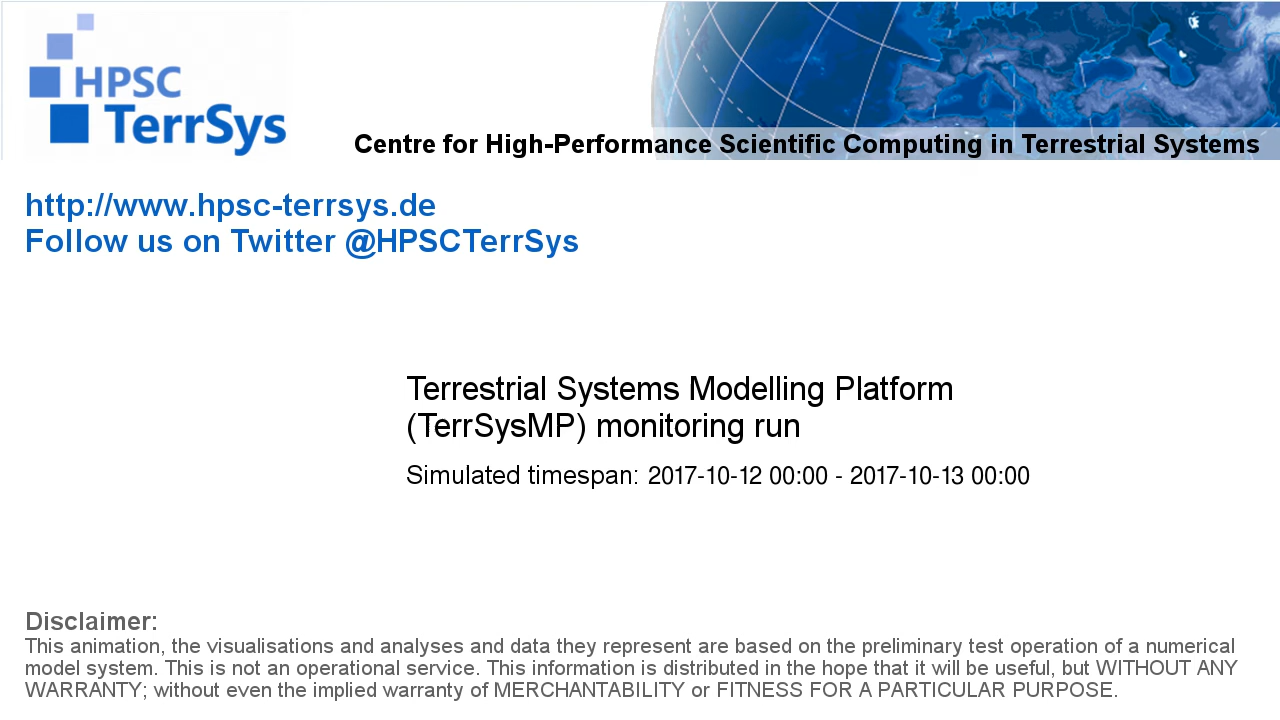 HPSC
TerrSys
Centre for High-Performance Scientific Computing in Terrestrial Systems
http://www.hpsc-terrsys.de
Follow us on Twitter @HPSCTerrSys
Terrestrial Systems Modelling Platform
(TerrSysMP) monitoring run
Simulated timespan: 2017-10-12 00:00 - 2017-10-13 00:00
Disclaimer:
This animation, the visualisations and analyses and data they represent are based on the preliminary test operation of a numerical
model system. This is not an operational service. This information is distributed in the hope that it will be useful, but WITHOUT ANY
WARRANTY; without even the implied warranty of MERCHANTABILITY or FITNESS FOR A PARTICULAR PURPOSE.